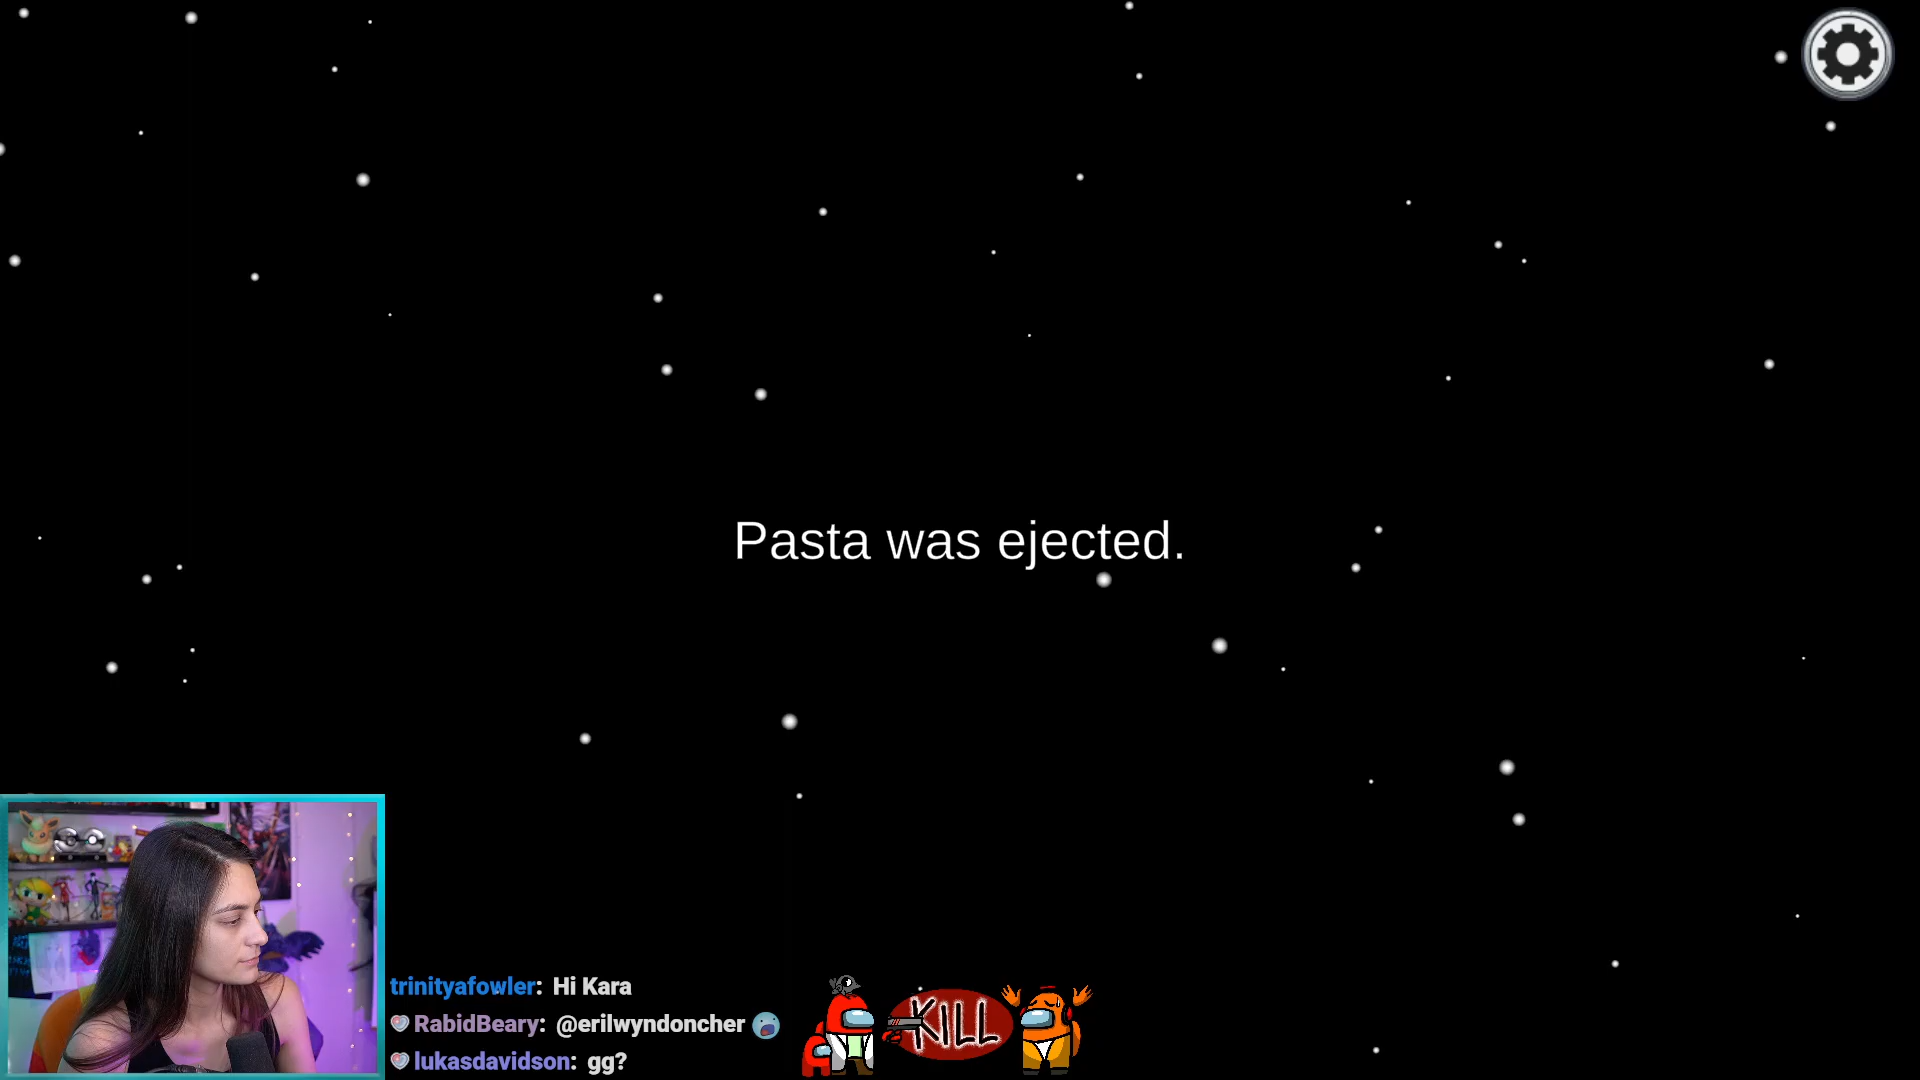 Pasta was ejected.
trinityafowler: Hi Kara
RabidBeary: @erilwyndoncher
lukasdavidson: gg?
KILL